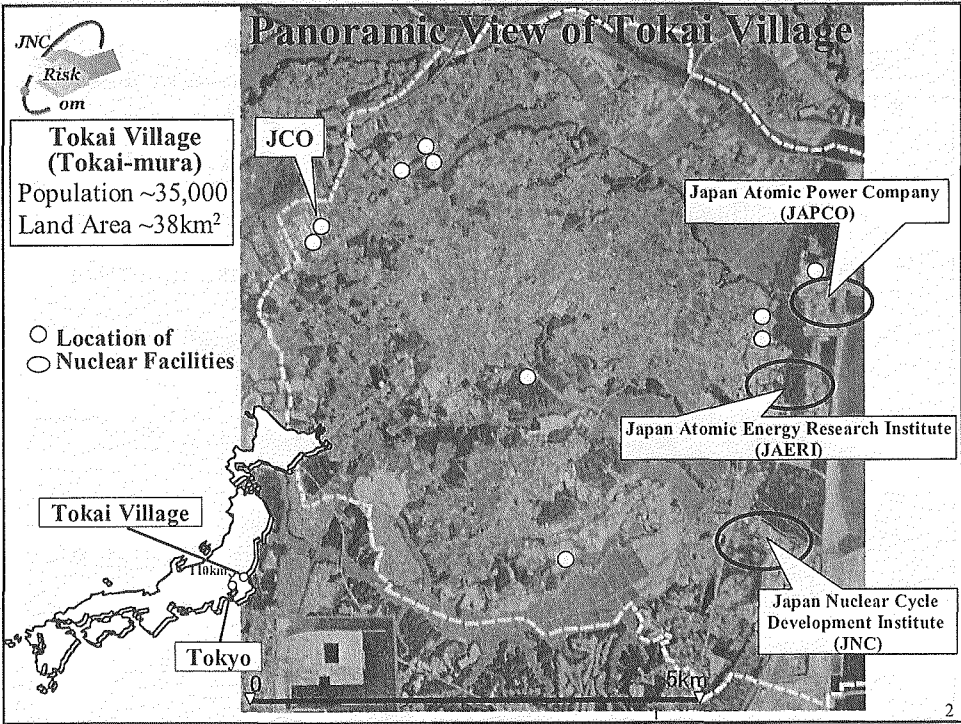 Panoramic View of Tokai Village
JNC
Risk
om
Tokai Village
(Tokai-mura)
Population ~35,000
Land Area ~38km²
JCO
Japan Atomic Power Company
(JAPCO)
Location of
Nuclear Facilities
Japan Atomic Energy Research Institute
(JAERI)
Tokai Village
110km
Tokyo
Japan Nuclear Cycle
Development Institute
(JNC)
0
5km
1
2